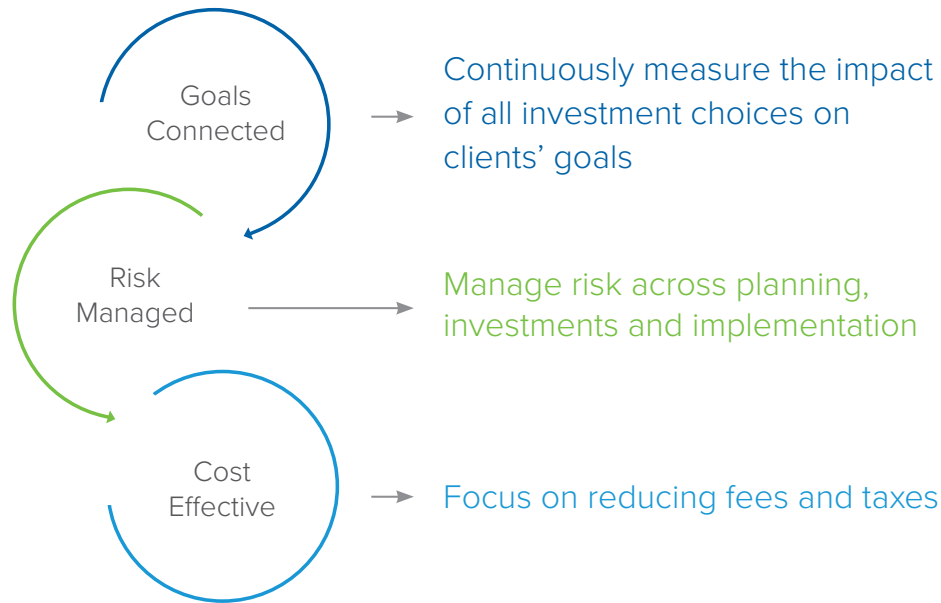 Goals
Connected
Continuously measure the impact
of all investment choices on
clients’ goals
Risk
Managed
Manage risk across planning,
investments and implementation
Cost
Effective
Focus on reducing fees and taxes